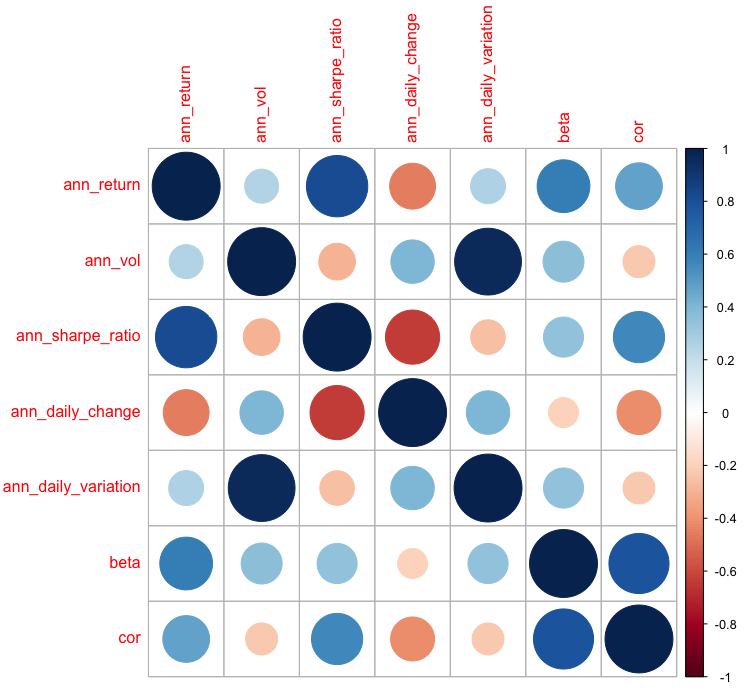 ann_return
ann_vol
ann_sharpe_ratio
ann_daily_change
ann_daily_variation
beta
cor
ann_return
ann_vol
ann_sharpe_ratio
ann_daily_change
ann_daily_variation
beta
cor
1
0.8
0.6
0.4
0.2
0
-0.2
-0.4
-0.6
-0.8
-1